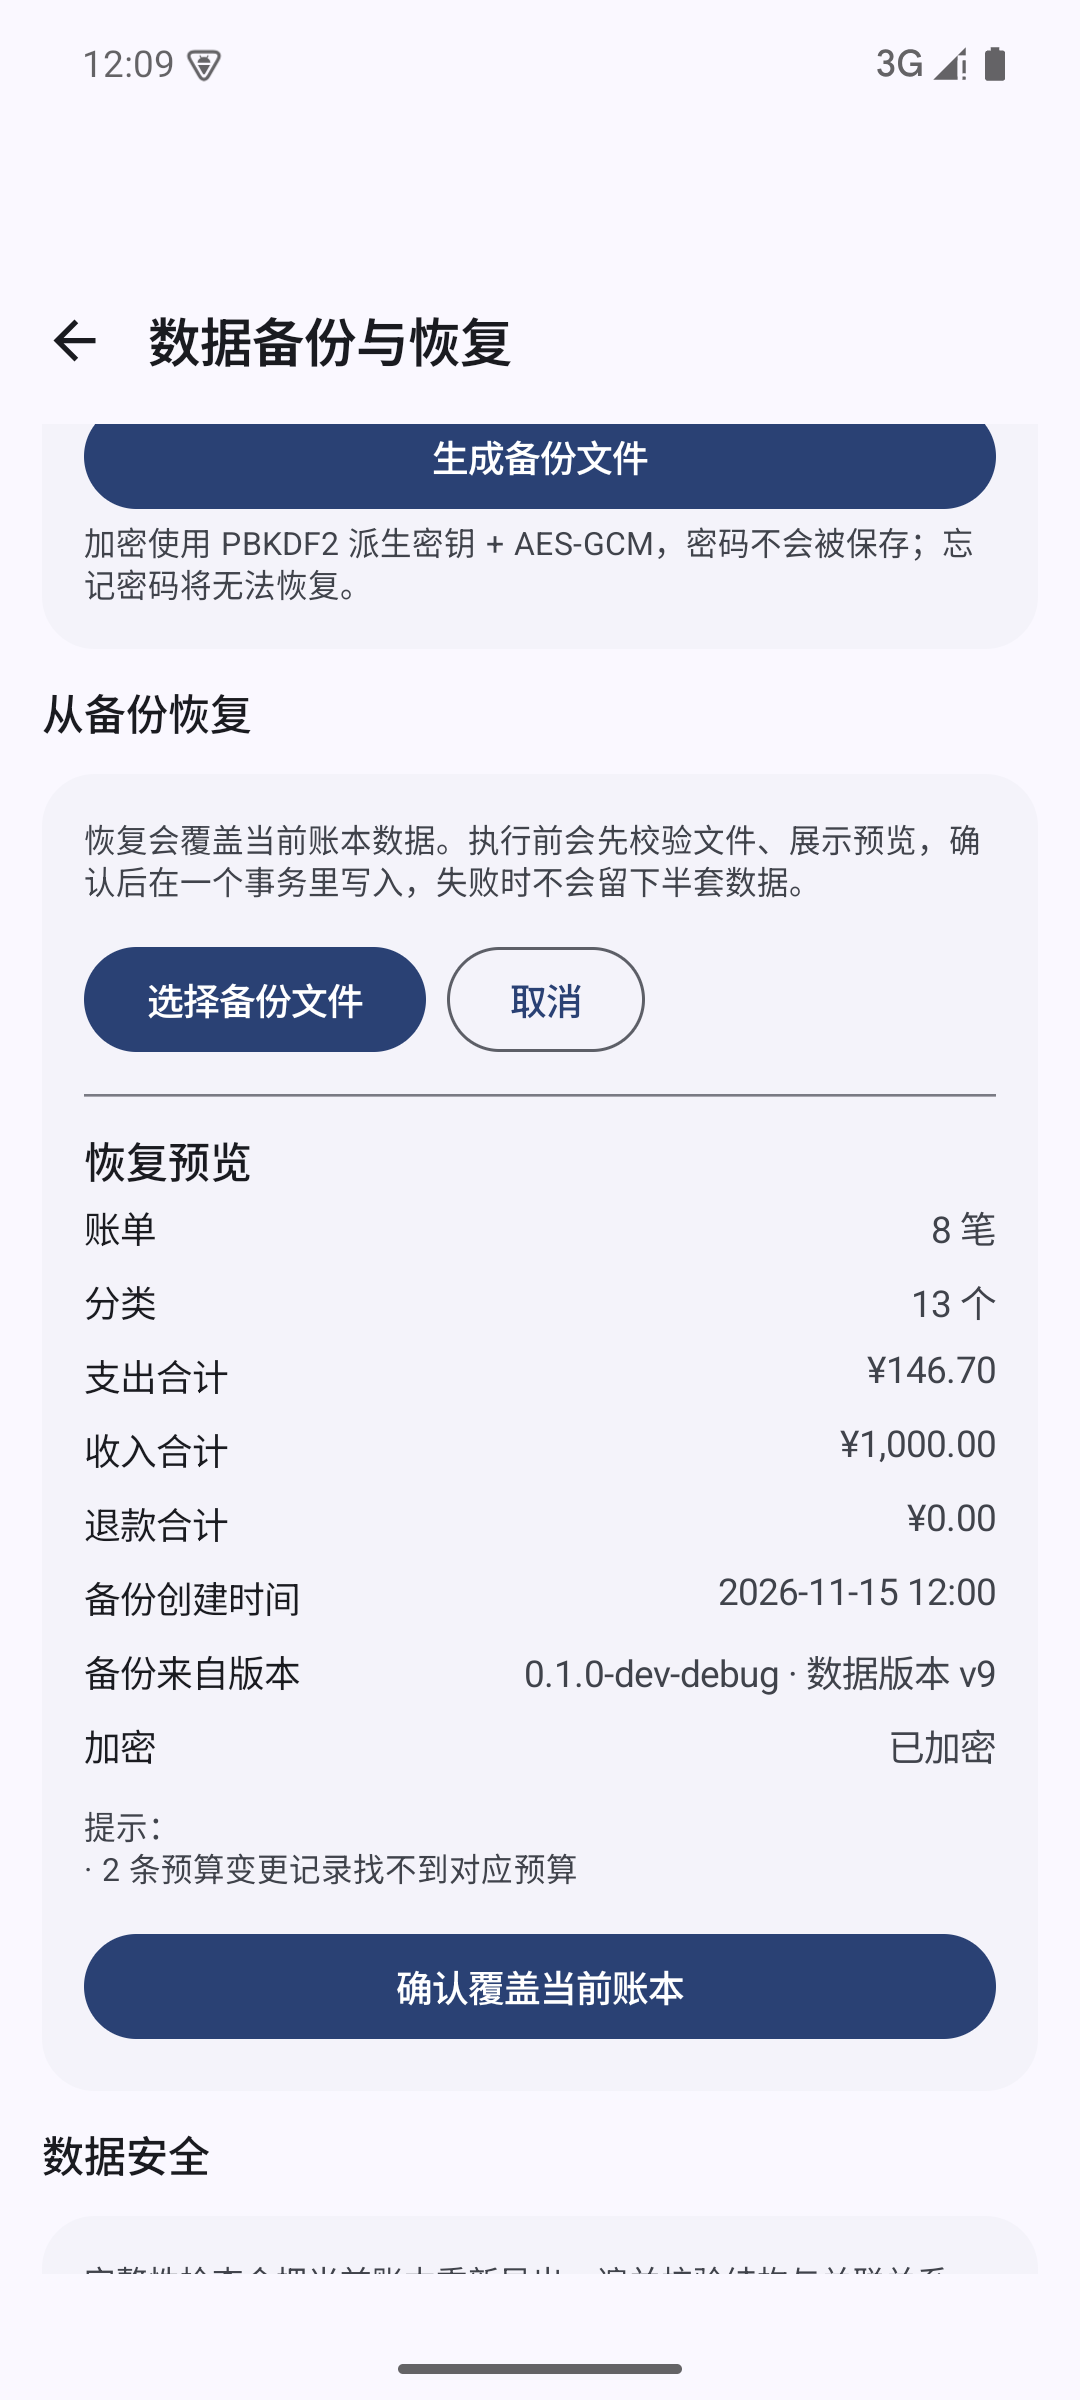 12:09
3G
数据备份与恢复
生成备份文件
加密使用 PBKDF2 派生密钥 + AES-GCM，密码不会被保存；忘
记密码将无法恢复。
从备份恢复
恢复会覆盖当前账本数据。执行前会先校验文件、展示预览，确
认后在一个事务里写入，失败时不会留下半套数据。
选择备份文件 取消
恢复预览
账单 8 笔
分类 13 个
支出合计 ¥146.70
收入合计 ¥1,000.00
退款合计 ¥0.00
备份创建时间 2026-11-15 12:00
备份来自版本 0.1.0-dev-debug · 数据版本 v9
加密 已加密
提示：
· 2 条预算变更记录找不到对应预算
确认覆盖当前账本
数据安全